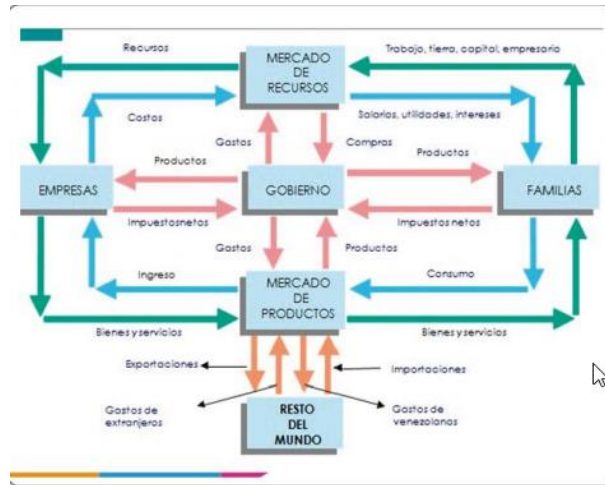 Recursos
MERCADO
DE
RECURSOS
Trabajo, tierra, capital, empresario
Costos
Gastos
Compras
Salarios, utilidades, intereses
Productos
Productos
EMPRESAS
GOBIERNO
FAMILIAS
Impuestosnetos
Impuestos netos
Gastos
Productos
Ingreso
MERCADO
DE
PRODUCTOS
Consumo
Bienes y servicios
Bienes y servicios
Exportaciones
Importaciones
Gastos de
extranjeros
RESTO
DEL
MUNDO
Gastos de
venezolanos